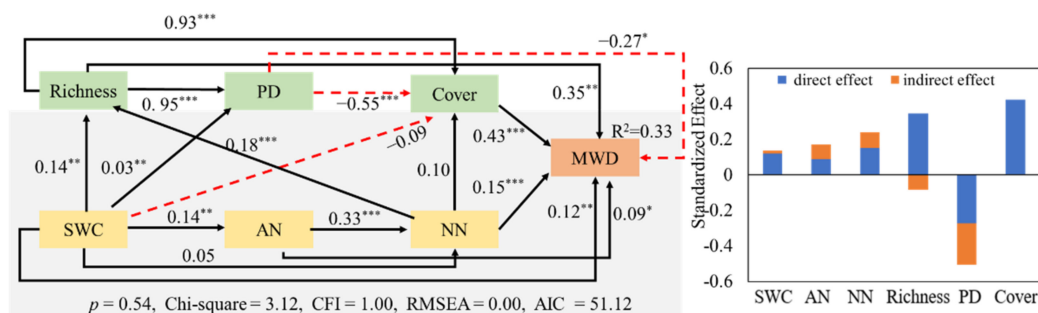 0.93***
−0.27*
Richness
PD
Cover
0.95***
−0.55***
0.35**
R²=0.33
0.18***
−0.09
0.43***
MWD
0.14**
0.03**
0.10
0.15***
0.12**
0.09*
SWC
0.14**
AN
0.33***
NN
0.05
p = 0.54, Chi-square = 3.12, CFI = 1.00, RMSEA = 0.00, AIC = 51.12
Standardized Effect
0.6
0.4
0.2
0
-0.2
-0.4
-0.6
direct effect
indirect effect
SWC AN NN Richness PD Cover